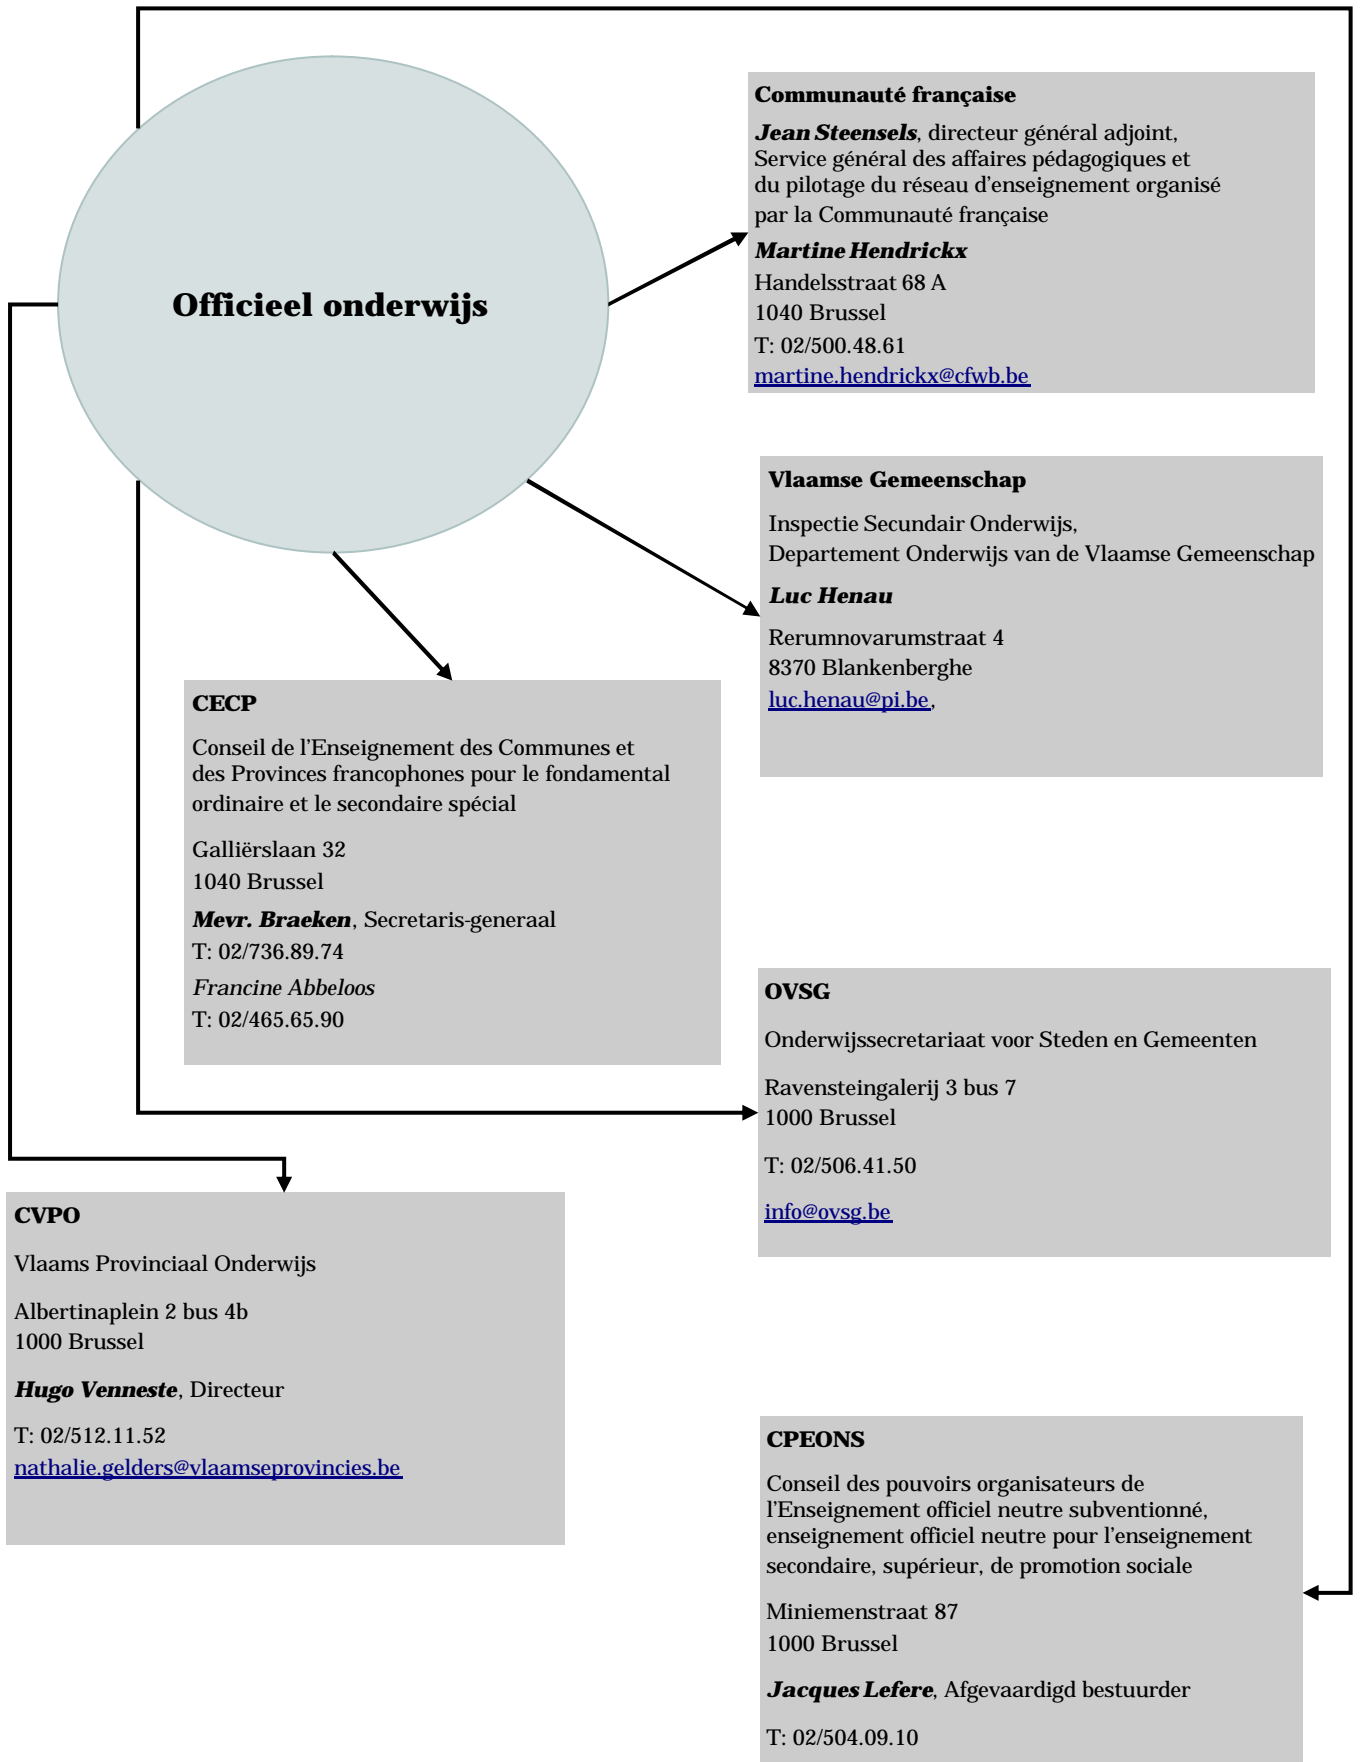 Officieel onderwijs
Communauté française
Jean Steensels, directeur général adjoint,
Service général des affaires pédagogiques et
du pilotage du réseau d'enseignement organisé
par la Communauté française
Martine Hendrickx
Handelsstraat 68 A
1040 Brussel
T: 02/500.48.61
martine.hendrickx@cfwb.be
Vlaamse Gemeenschap
Inspectie Secundair Onderwijs,
Departement Onderwijs van de Vlaamse Gemeenschap
Luc Henau
Rerumnovarumstraat 4
8370 Blankenberghe
luc.henau@pi.be,
CECP
Conseil de l'Enseignement des Communes et
des Provinces francophones pour le fondamental
ordinaire et le secondaire spécial
Galliërslaan 32
1040 Brussel
Mevr. Braeken, Secretaris-generaal
T: 02/736.89.74
Francine Abbeloos
T: 02/465.65.90
OVSG
Onderwijssecretariaat voor Steden en Gemeenten
Ravensteingalerij 3 bus 7
1000 Brussel
T: 02/506.41.50
info@ovsg.be
CVPO
Vlaams Provinciaal Onderwijs
Albertinaplein 2 bus 4b
1000 Brussel
Hugo Venneste, Directeur
T: 02/512.11.52
nathalie.gelders@vlaamseprovincies.be
CPEONS
Conseil des pouvoirs organisateurs de
l'Enseignement officiel neutre subventionné,
enseignement officiel neutre pour l'enseignement
secondaire, supérieur, de promotion sociale
Miniemenstraat 87
1000 Brussel
Jacques Lefere, Afgevaardigd bestuurder
T: 02/504.09.10